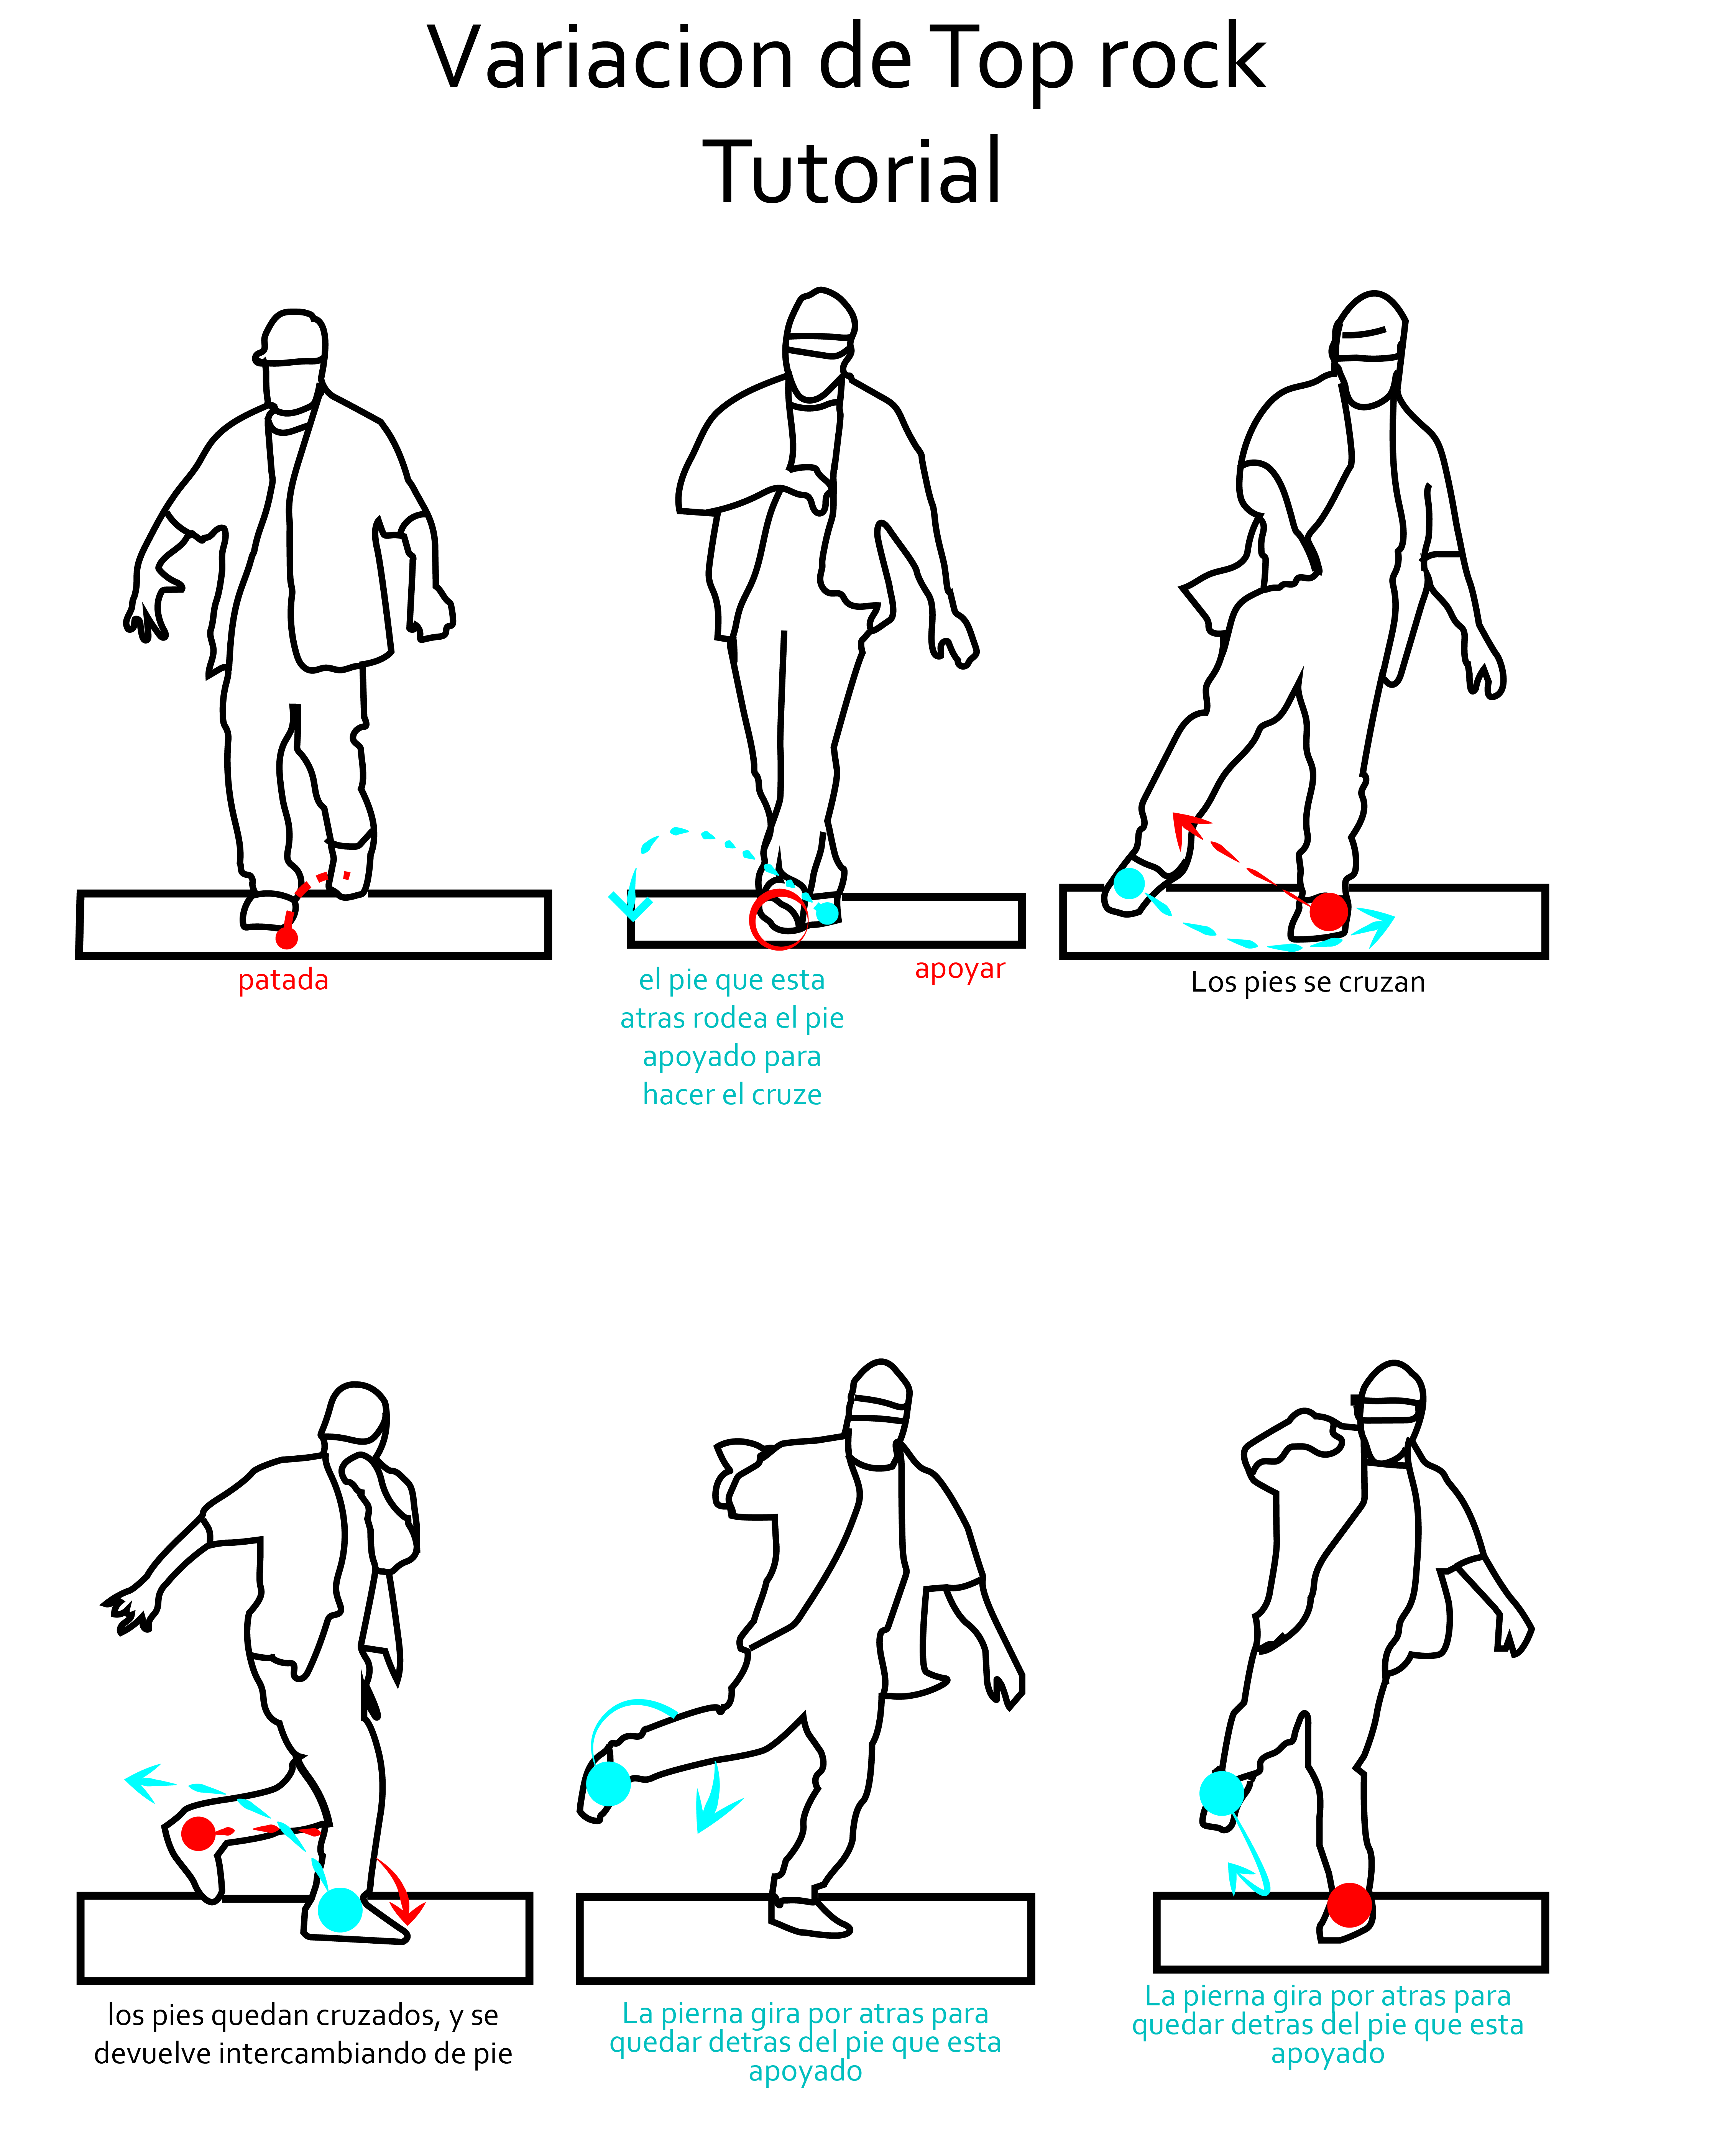 Variacion de Top rock
Tutorial
patada
el pie que esta
atras rodea el pie
apoyado para
hacer el cruze
apoyar
Los pies se cruzan
los pies quedan cruzados, y se
devuelve intercambiando de pie
La pierna gira por atras para
quedar detras del pie que esta
apoyado
La pierna gira por atras para
quedar detras del pie que esta
apoyado